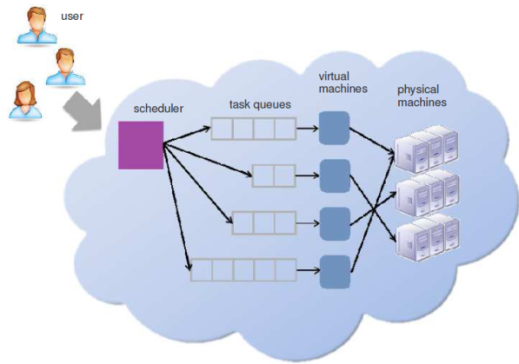 user
scheduler
task queues
virtual
machines
physical
machines